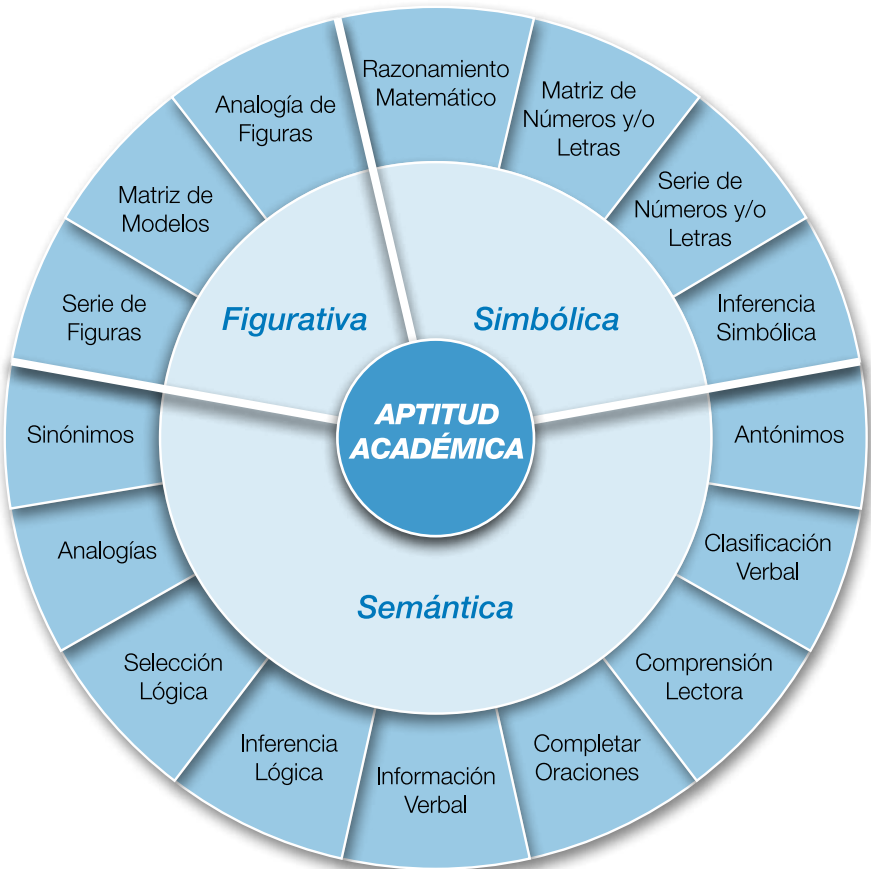 APTITUD
ACADÉMICA
Figurativa
Analogía de
Figuras
Matriz de
Modelos
Serie de
Figuras
Simbólica
Razonamiento
Matemático
Matriz de
Números y/o
Letras
Serie de
Números y/o
Letras
Inferencia
Simbólica
Semántica
Antónimos
Clasificación
Verbal
Comprensión
Lectora
Completar
Oraciones
Información
Verbal
Inferencia
Lógica
Selección
Lógica
Analogías
Sinónimos